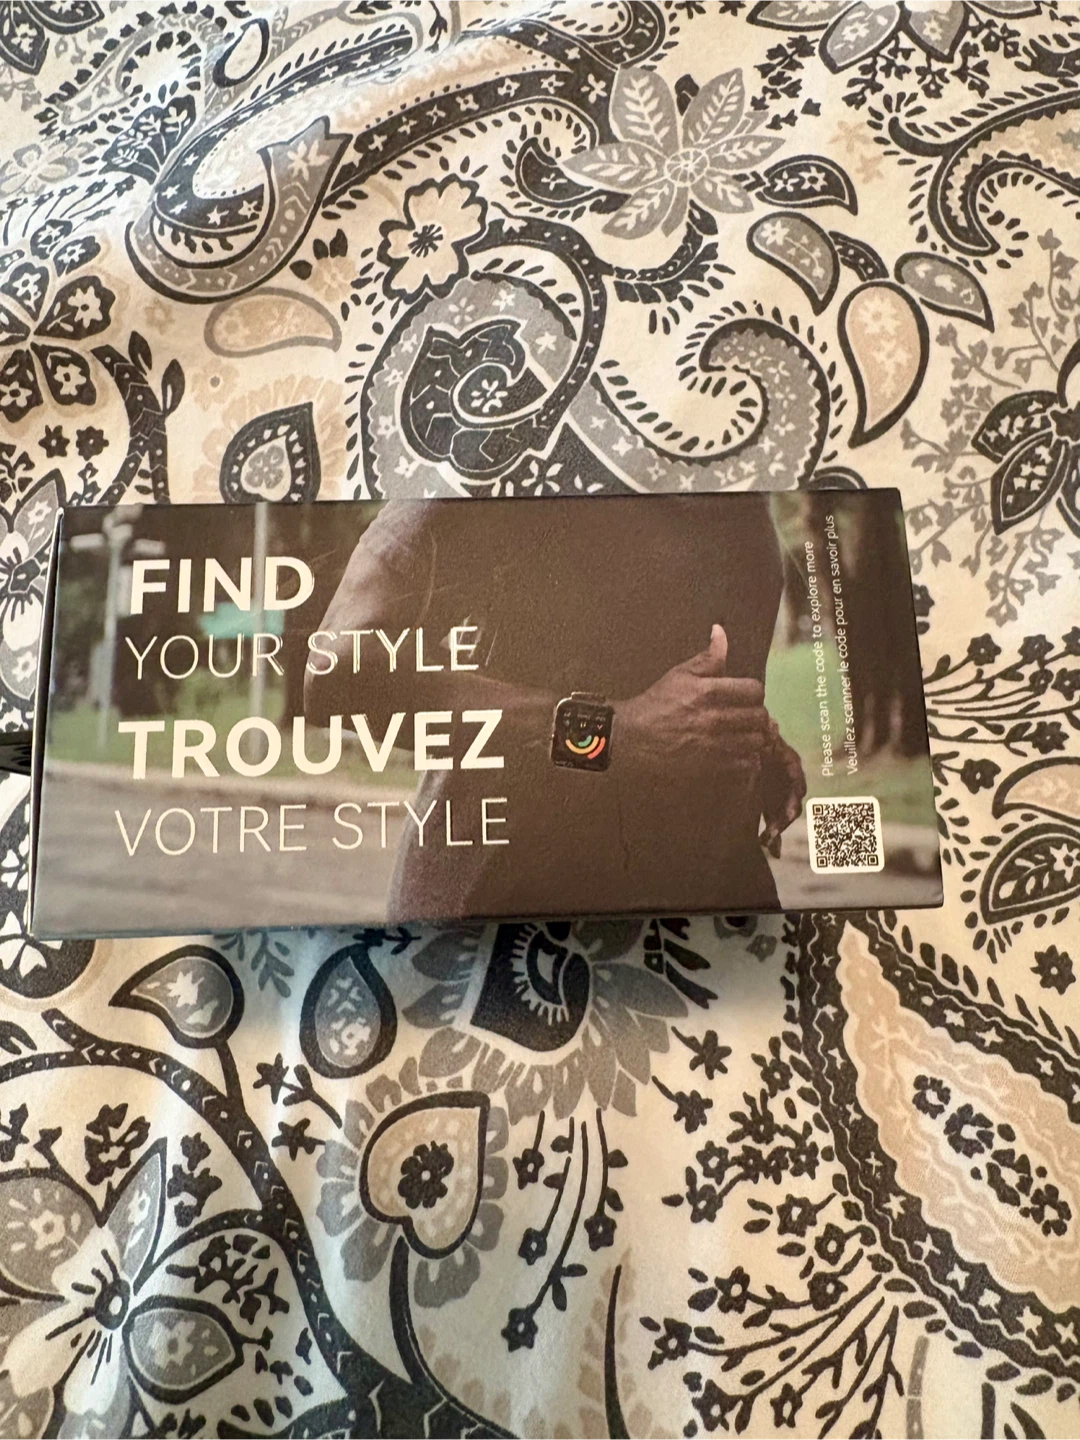 FIND
YOUR STYLE
TROUVEZ
VOTRE STYLE
Please scan the code to explore more
Veuillez scanner le code pour en savoir plus